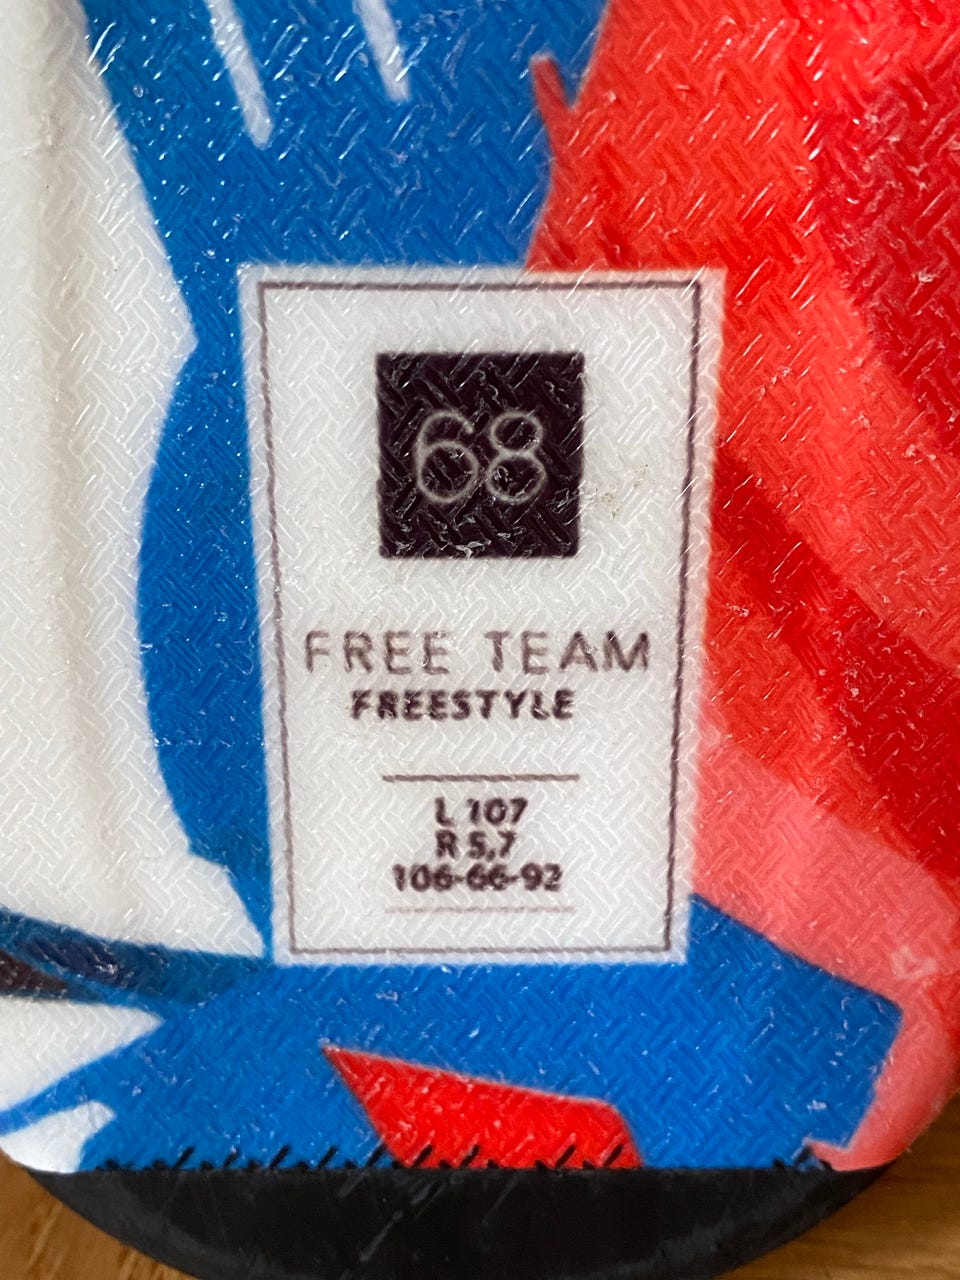 68
FREE TEAM
FREESTYLE
L 107
R 5,7
106-66-92